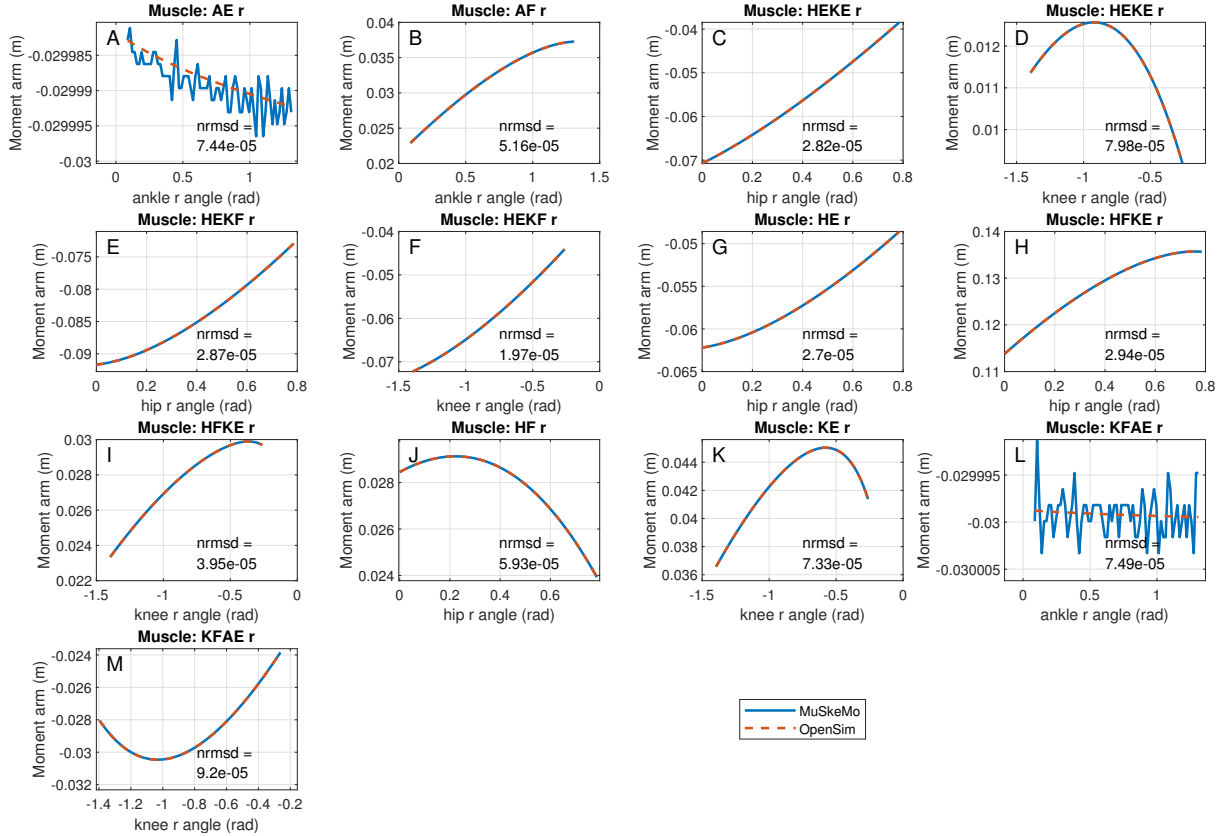 Muscle: AE r
A
Moment arm (m)
-0.029985
-0.02999
-0.029995
-0.03
0
0.5
1
nrmsd =
7.44e-05
ankle r angle (rad)
Muscle: AF r
B
Moment arm (m)
0.04
0.035
0.03
0.025
0.02
0
0.5
1
1.5
nrmsd =
5.16e-05
ankle r angle (rad)
Muscle: HEKE r
C
Moment arm (m)
-0.04
-0.05
-0.06
-0.07
0
0.2
0.4
0.6
0.8
nrmsd =
2.82e-05
hip r angle (rad)
Muscle: HEKE r
D
Moment arm (m)
0.012
0.011
0.01
-1.5
-1
-0.5
nrmsd =
7.98e-05
knee r angle (rad)
Muscle: HEKF r
E
Moment arm (m)
-0.075
-0.08
-0.085
-0.09
0
0.2
0.4
0.6
0.8
nrmsd =
2.87e-05
hip r angle (rad)
Muscle: HEKF r
F
Moment arm (m)
-0.04
-0.05
-0.06
-0.07
-1.5
-1
-0.5
0
nrmsd =
1.97e-05
knee r angle (rad)
Muscle: HE r
G
Moment arm (m)
-0.05
-0.055
-0.06
-0.065
0
0.2
0.4
0.6
0.8
nrmsd =
2.7e-05
hip r angle (rad)
Muscle: HFKE r
H
Moment arm (m)
0.14
0.13
0.12
0.11
0
0.2
0.4
0.6
0.8
nrmsd =
2.94e-05
hip r angle (rad)
Muscle: HFKE r
I
Moment arm (m)
0.03
0.028
0.026
0.024
0.022
-1.5
-1
-0.5
0
nrmsd =
3.95e-05
knee r angle (rad)
Muscle: HF r
J
Moment arm (m)
0.028
0.026
0.024
0
0.2
0.4
0.6
nrmsd =
5.93e-05
hip r angle (rad)
Muscle: KE r
K
Moment arm (m)
0.044
0.042
0.04
0.038
0.036
-1.5
-1
-0.5
0
nrmsd =
7.33e-05
knee r angle (rad)
Muscle: KFAE r
L
Moment arm (m)
-0.029995
-0.03
-0.030005
0
0.5
1
nrmsd =
7.49e-05
ankle r angle (rad)
Muscle: KFAE r
M
Moment arm (m)
-0.024
-0.026
-0.028
-0.03
-0.032
-1.4
-1.2
-1
-0.8
-0.6
-0.4
-0.2
nrmsd =
9.2e-05
knee r angle (rad)
MuSkeMo
OpenSim